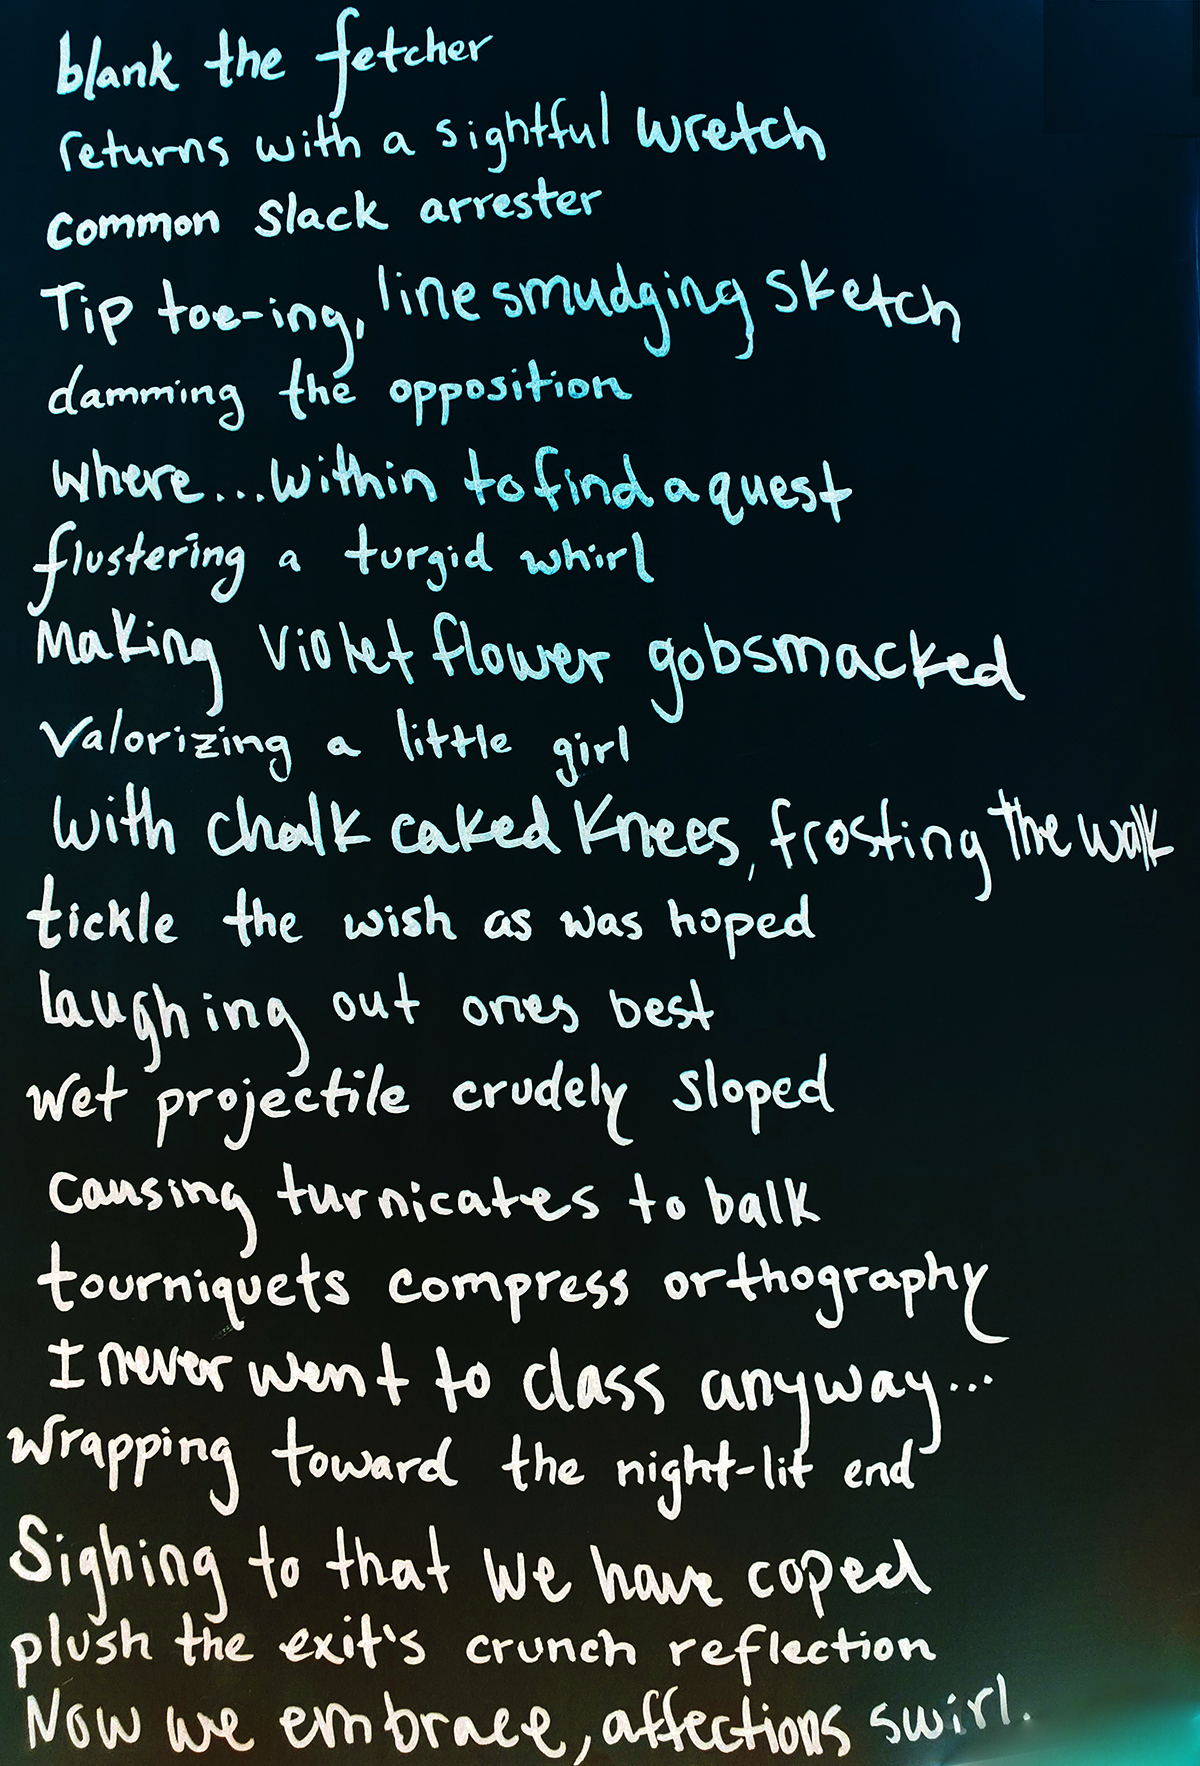 blank the fetcher
returns with a sightful wretch
common slack arrester
Tip toe-ing, line smudging sketch
damming the opposition
where...within to find a quest
flustering a turgid whirl
Making violet flower gobsmacked
valorizing a little girl
with chalk caked knees, frosting the walk
tickle the wish as was hoped
laughing out ones best
wet projectile crudely sloped
causing turnicates to balk
tourniquets compress orthography
I never went to class anyway...
wrapping toward the night-lit end
Sighing to that we have coped
plush the exit's crunch reflection
Now we embrace, affections swirl.